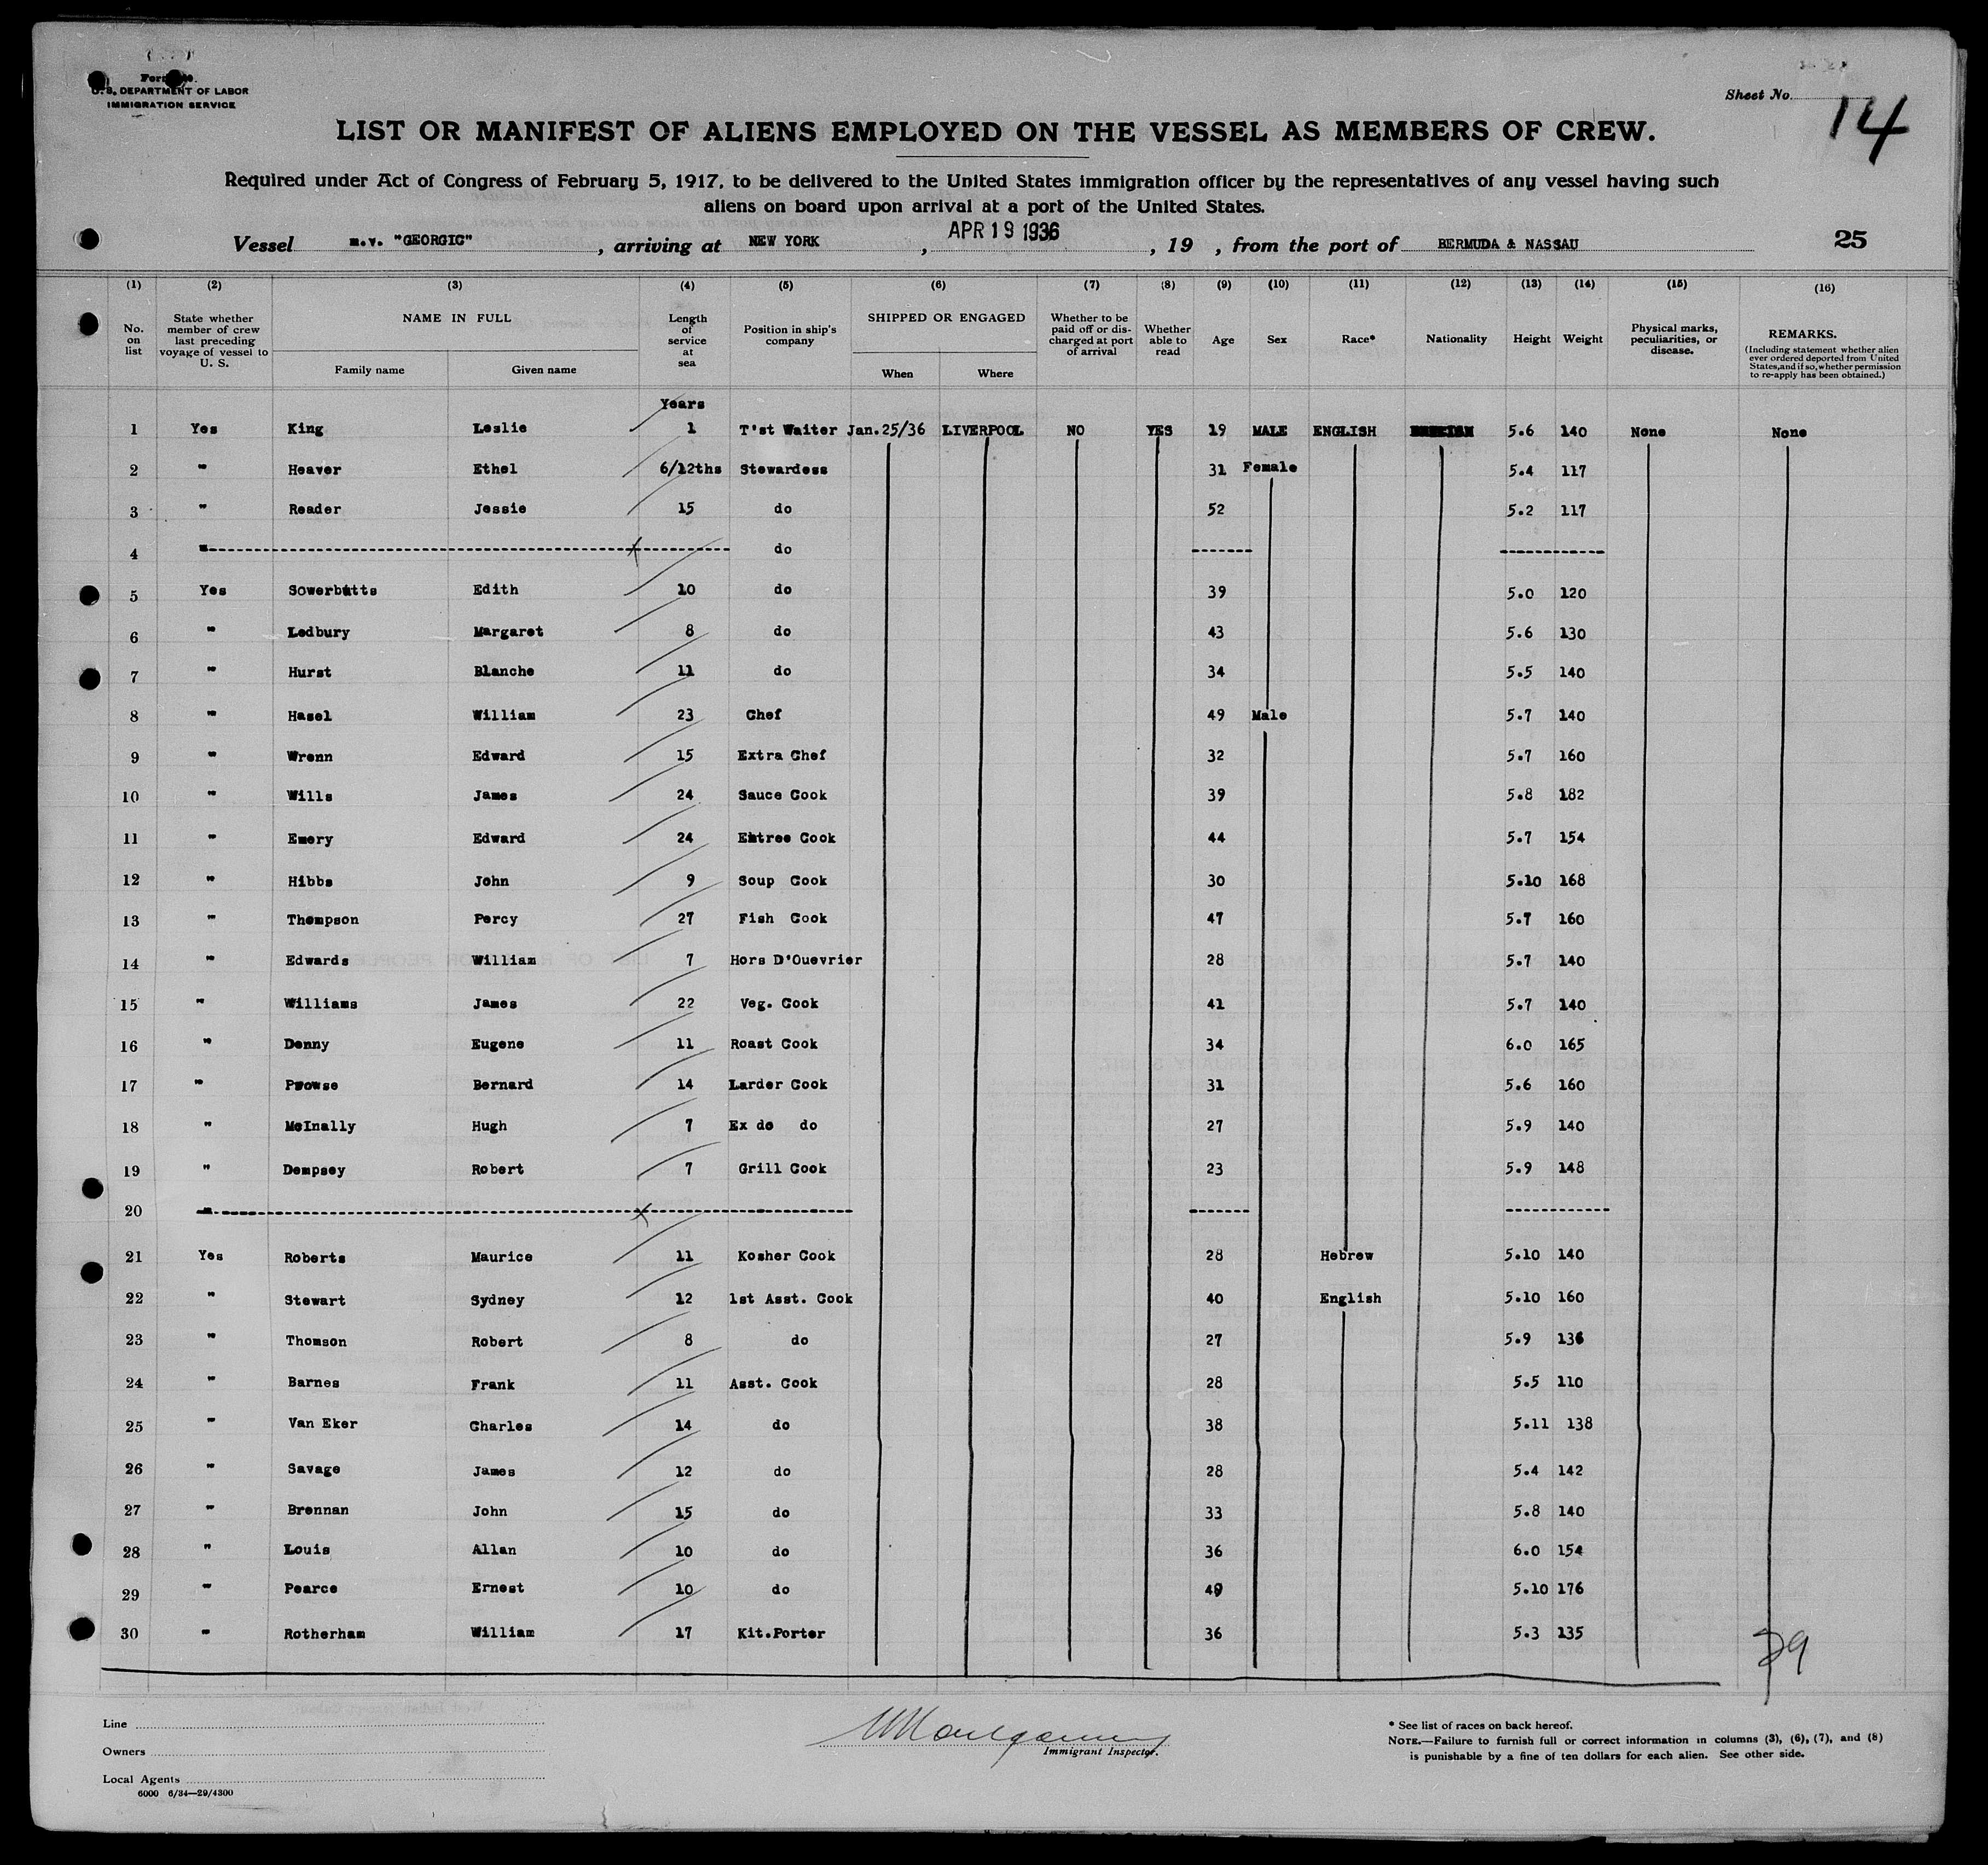 U.S. DEPARTMENT OF LABOR
IMMIGRATION SERVICE
Sheet No. 14
LIST OR MANIFEST OF ALIENS EMPLOYED ON THE VESSEL AS MEMBERS OF CREW.
Required under Act of Congress of February 5, 1917, to be delivered to the United States immigration officer by the representatives of any vessel having such
aliens on board upon arrival at a port of the United States.
Vessel m.v. "GEORGIC", arriving at NEW YORK, APR 19 1936, 19 , from the port of BERMUDA & NASSAU 25
(1) (2) (3) (4) (5) (6) (7) (8) (9) (10) (11) (12) (13) (14) (15) (16)
No. on list
State whether member of crew last preceding voyage of vessel to U. S.
NAME IN FULL
Family name
Given name
Length of service at sea
Position in ship's company
SHIPPED OR ENGAGED
When
Where
Whether to be paid off or discharged at port of arrival
Whether able to read
Age
Sex
Race*
Nationality
Height
Weight
Physical marks, peculiarities, or disease.
REMARKS.
(Including statement whether alien ever ordered deported from United States, and if so, whether permission to re-apply has been obtained.)
Years
1 Yes King Leslie 1 T'st Waiter Jan.25/36 LIVERPOOL NO YES 19 MALE ENGLISH 5.6 140 None None
2 " Heaver Ethel 6/12ths Stewardess 31 Female 5.4 117
3 " Reader Jessie 15 do 52 5.2 117
4 " do
5 Yes Sowerbutts Edith 10 do 39 5.0 120
6 " Ledbury Margaret 8 do 43 5.6 130
7 " Hurst Blanche 11 do 34 5.5 140
8 " Hasel William 23 Chef 49 Male 5.7 140
9 " Wrenn Edward 15 Extra Chef 32 5.7 160
10 " Wills James 24 Sauce Cook 39 5.8 182
11 " Emery Edward 24 Entree Cook 44 5.7 154
12 " Hibbs John 9 Soup Cook 30 5.10 168
13 " Thompson Percy 27 Fish Cook 47 5.7 160
14 " Edwards William 7 Hors D'Ouevrier 28 5.7 140
15 " Williams James 22 Veg. Cook 41 5.7 140
16 " Denny Eugene 11 Roast Cook 34 6.0 165
17 " Prowse Bernard 14 Larder Cook 31 5.6 160
18 " McInally Hugh 7 Ex do do 27 5.9 140
19 " Dempsey Robert 7 Grill Cook 23 5.9 148
20 "
21 Yes Roberts Maurice 11 Kosher Cook 28 Hebrew 5.10 140
22 " Stewart Sydney 12 1st Asst. Cook 40 English 5.10 160
23 " Thomson Robert 8 do 27 5.9 136
24 " Barnes Frank 11 Asst. Cook 28 5.5 110
25 " Van Eker Charles 14 do 38 5.11 138
26 " Savage James 12 do 28 5.4 142
27 " Brennan John 15 do 33 5.8 140
28 " Louis Allan 10 do 36 6.0 154
29 " Pearce Ernest 10 do 49 5.10 176
30 " Rotherham William 17 Kit.Porter 36 5.3 135
Line
Owners
Local Agents
6000 6/34—29/4300
Immigrant Inspector.
* See list of races on back hereof.
NOTE.—Failure to furnish full or correct information in columns (3), (6), (7), and (8)
is punishable by a fine of ten dollars for each alien. See other side.